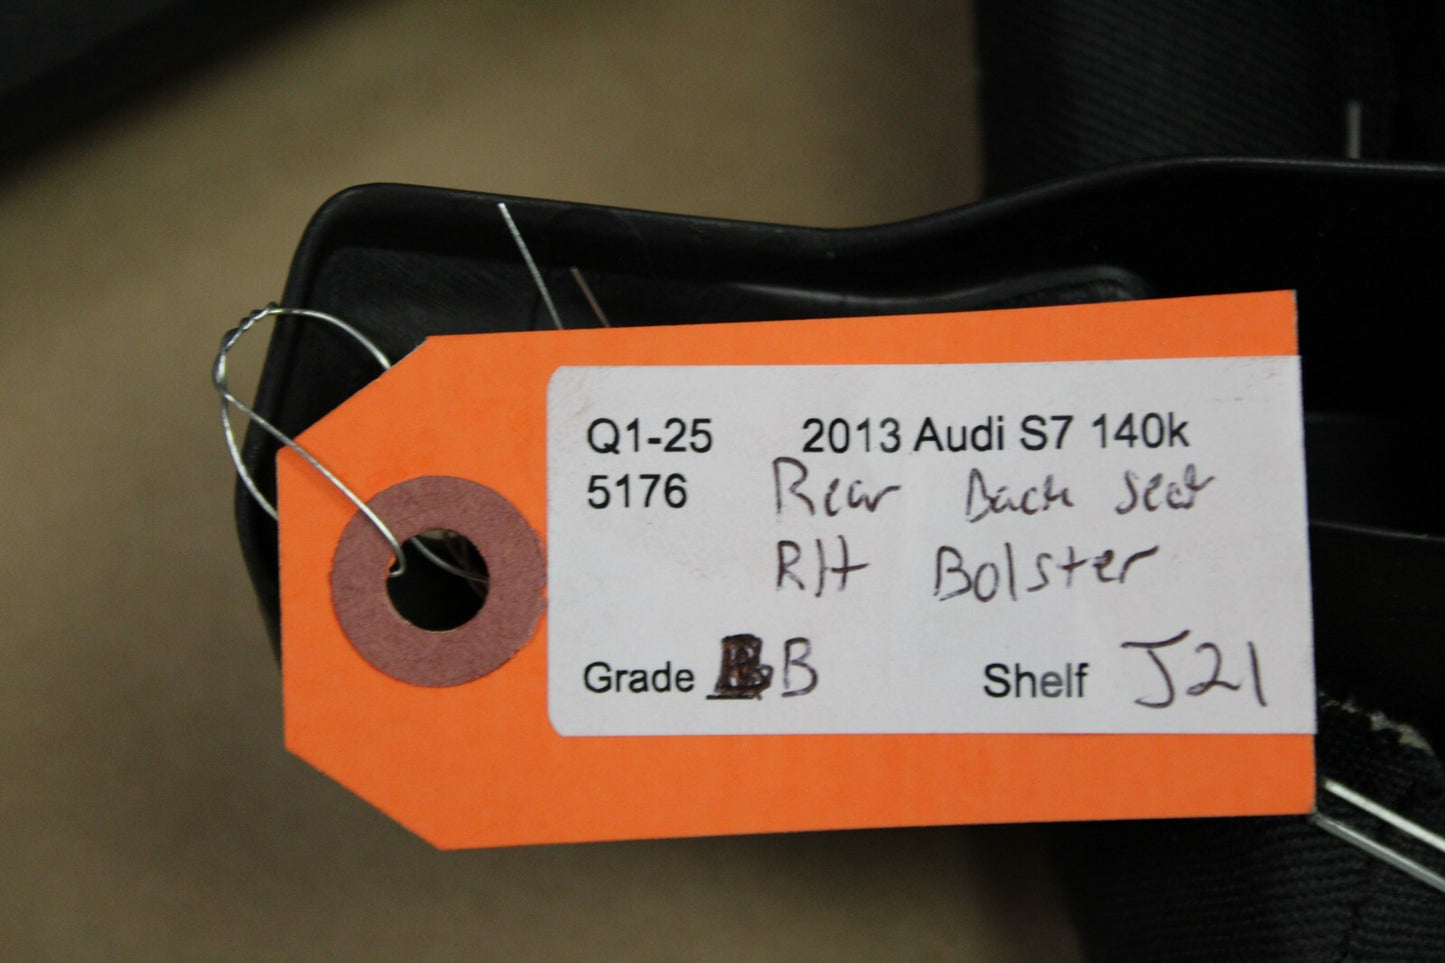 Q1-25 2013 Audi S7 140k
5176 Rear Back Seat
RH Bolster
Grade B Shelf J21